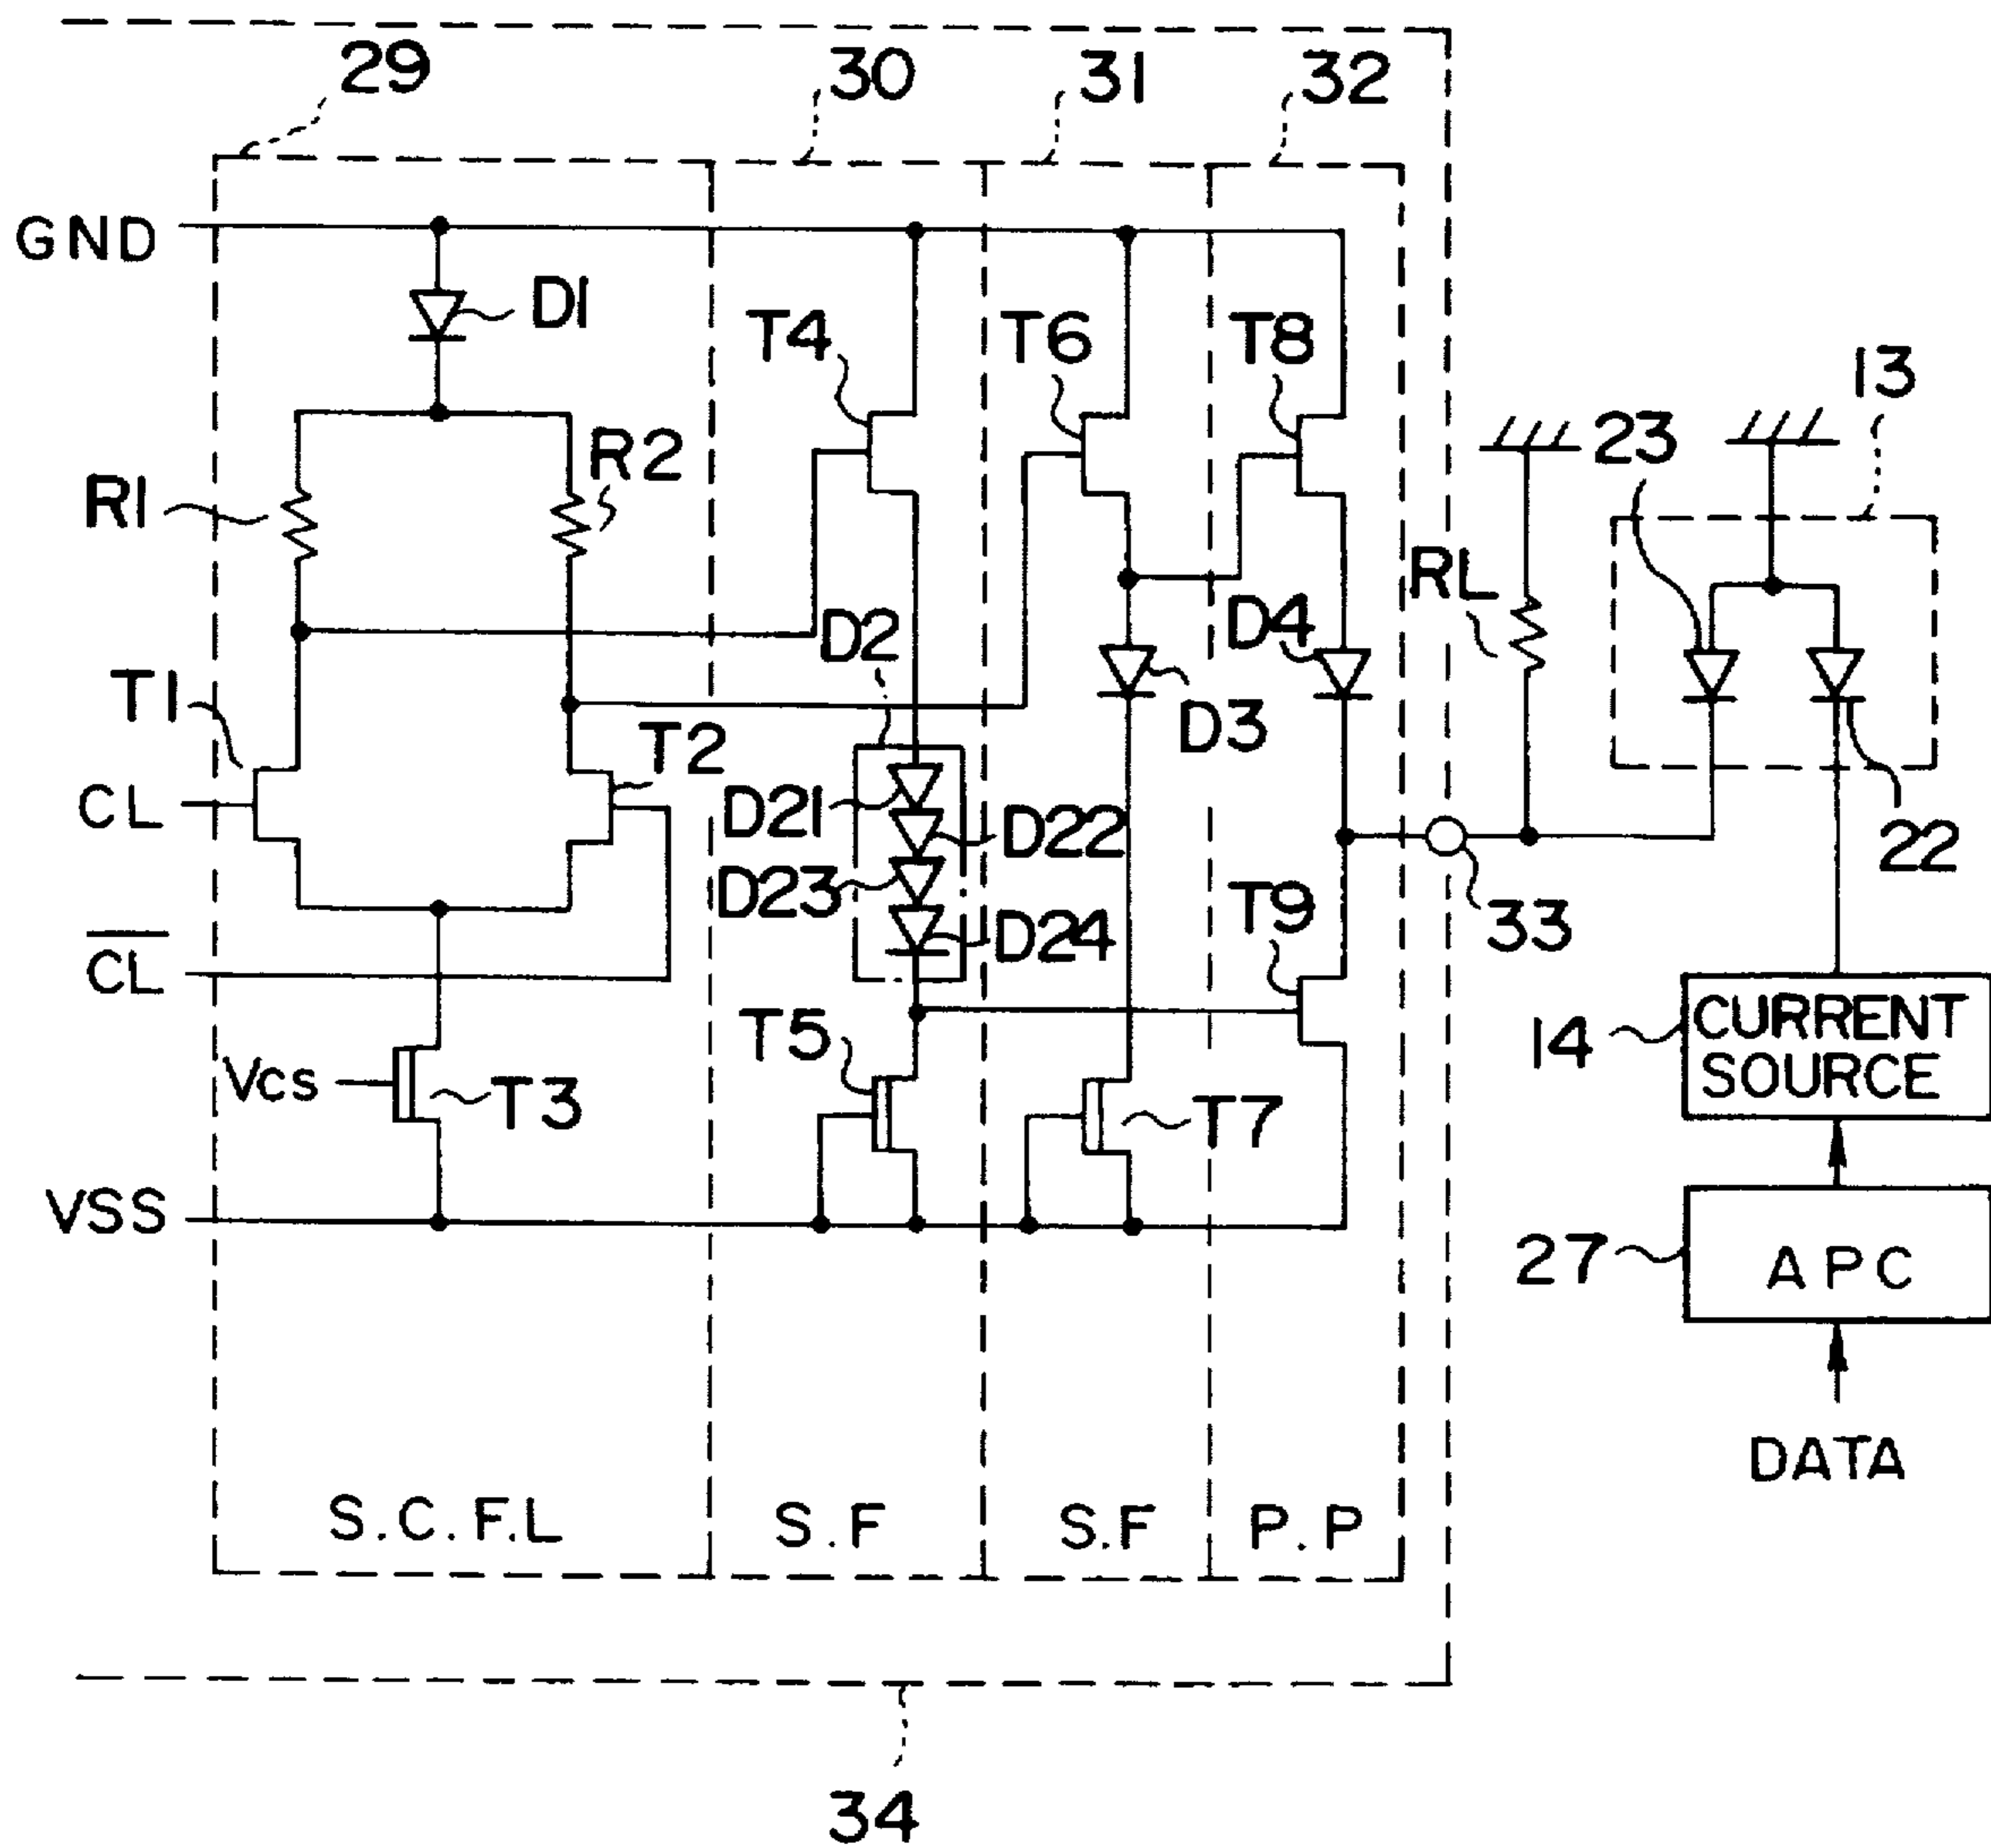 29
30
31
32
GND
D1
T4
T6
T8
13
23
R1
R2
RL
D2
D4
T1
D3
T2
CL
D21
D22
22
D23
D24
T9
33
C̅L̅
T5
CURRENT
SOURCE
14
Vcs
T3
T7
VSS
27
APC
DATA
S.C.F.L
S.F
S.F
P.P
34